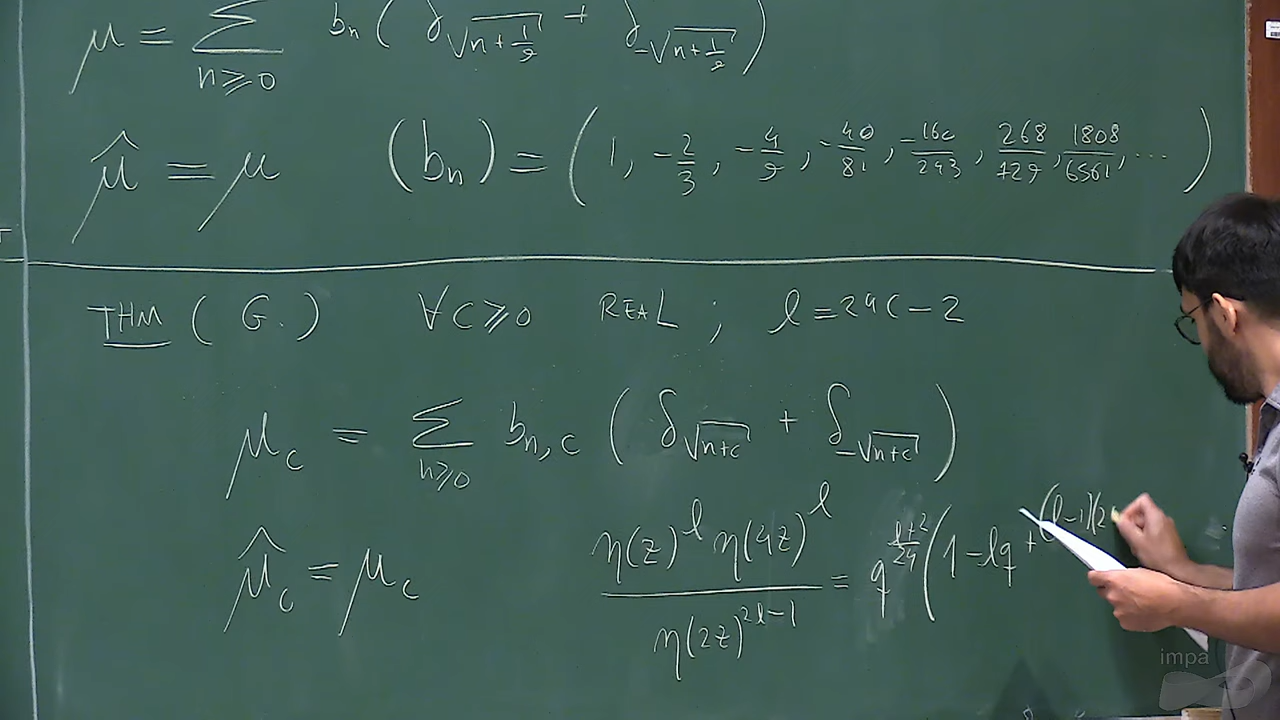 μ = Σ_{n≥0} b_n ( δ_{√(n+1/9)} + δ_{-√(n+1/9)} )
μ̂ = μ (b_n) = ( 1, -2/3, -4/9, -40/81, -160/243, 268/729, 1808/6561, ... )
THM ( G. ) ∀c≥0 REAL ; l = 24c-2
μ_c = Σ_{n≥0} b_{n,c} ( δ_{√(n+c)} + δ_{-√(n+c)} )
μ̂_c = μ_c η(z)^l η(4z)^l / η(2z)^{2l-1} = q^{(l+2)/24} ( 1 - lq + (l-1)(2
impa